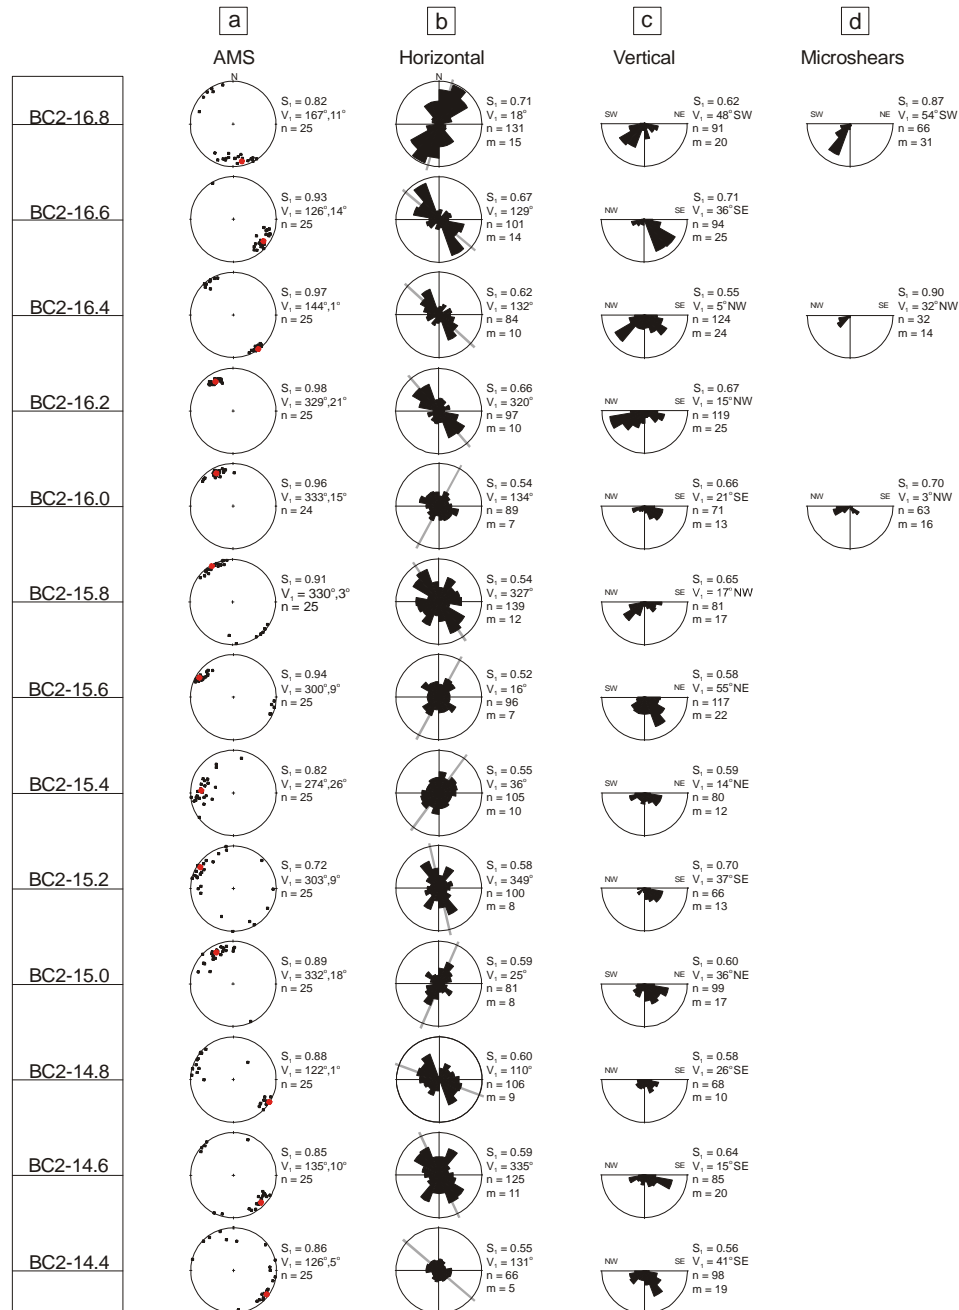 a b c d
AMS Horizontal Vertical Microshears
BC2-16.8
N
S₁ = 0.82
V₁ = 167°,11°
n = 25
N
S₁ = 0.71
V₁ = 18°
n = 131
m = 15
SW NE
S₁ = 0.62
V₁ = 48°SW
n = 91
m = 20
SW NE
S₁ = 0.87
V₁ = 54°SW
n = 66
m = 31
BC2-16.6
S₁ = 0.93
V₁ = 126°,14°
n = 25
S₁ = 0.67
V₁ = 129°
n = 101
m = 14
NW SE
S₁ = 0.71
V₁ = 36°SE
n = 94
m = 25
BC2-16.4
S₁ = 0.97
V₁ = 144°,1°
n = 25
S₁ = 0.62
V₁ = 132°
n = 84
m = 10
NW SE
S₁ = 0.55
V₁ = 5°NW
n = 124
m = 24
NW SE
S₁ = 0.90
V₁ = 32°NW
n = 32
m = 14
BC2-16.2
S₁ = 0.98
V₁ = 329°,21°
n = 25
S₁ = 0.66
V₁ = 320°
n = 97
m = 10
NW SE
S₁ = 0.67
V₁ = 15°NW
n = 119
m = 25
BC2-16.0
S₁ = 0.96
V₁ = 333°,15°
n = 24
S₁ = 0.54
V₁ = 134°
n = 89
m = 7
NW SE
S₁ = 0.66
V₁ = 21°SE
n = 71
m = 13
NW SE
S₁ = 0.70
V₁ = 3°NW
n = 63
m = 16
BC2-15.8
S₁ = 0.91
V₁ = 330°,3°
n = 25
S₁ = 0.54
V₁ = 327°
n = 139
m = 12
NW SE
S₁ = 0.65
V₁ = 17°NW
n = 81
m = 17
BC2-15.6
S₁ = 0.94
V₁ = 300°,9°
n = 25
S₁ = 0.52
V₁ = 16°
n = 96
m = 7
SW NE
S₁ = 0.58
V₁ = 55°NE
n = 117
m = 22
BC2-15.4
S₁ = 0.82
V₁ = 274°,26°
n = 25
S₁ = 0.55
V₁ = 36°
n = 105
m = 10
SW NE
S₁ = 0.59
V₁ = 14°NE
n = 80
m = 12
BC2-15.2
S₁ = 0.72
V₁ = 303°,9°
n = 25
S₁ = 0.58
V₁ = 349°
n = 100
m = 8
NW SE
S₁ = 0.70
V₁ = 37°SE
n = 66
m = 13
BC2-15.0
S₁ = 0.89
V₁ = 332°,18°
n = 25
S₁ = 0.59
V₁ = 25°
n = 81
m = 8
SW NE
S₁ = 0.60
V₁ = 36°NE
n = 99
m = 17
BC2-14.8
S₁ = 0.88
V₁ = 122°,1°
n = 25
S₁ = 0.60
V₁ = 110°
n = 106
m = 9
NW SE
S₁ = 0.58
V₁ = 26°SE
n = 68
m = 10
BC2-14.6
S₁ = 0.85
V₁ = 135°,10°
n = 25
S₁ = 0.59
V₁ = 335°
n = 125
m = 11
NW SE
S₁ = 0.64
V₁ = 15°SE
n = 85
m = 20
BC2-14.4
S₁ = 0.86
V₁ = 126°,5°
n = 25
S₁ = 0.55
V₁ = 131°
n = 66
m = 5
NW SE
S₁ = 0.56
V₁ = 41°SE
n = 98
m = 19